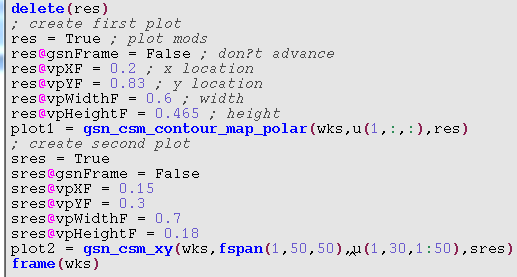 delete(res)
; create first plot
res = True ; plot mods
res@gsnFrame = False ; don?t advance
res@vpXF = 0.2 ; x location
res@vpYF = 0.83 ; y location
res@vpWidthF = 0.6 ; width
res@vpHeightF = 0.465 ; height
plot1 = gsn_csm_contour_map_polar(wks,u(1,:,:),res)
; create second plot
sres = True
sres@gsnFrame = False
sres@vpXF = 0.15
sres@vpYF = 0.3
sres@vpWidthF = 0.7
sres@vpHeightF = 0.18
plot2 = gsn_csm_xy(wks,fspan(1,50,50),u(1,30,1:50),sres)
frame(wks)